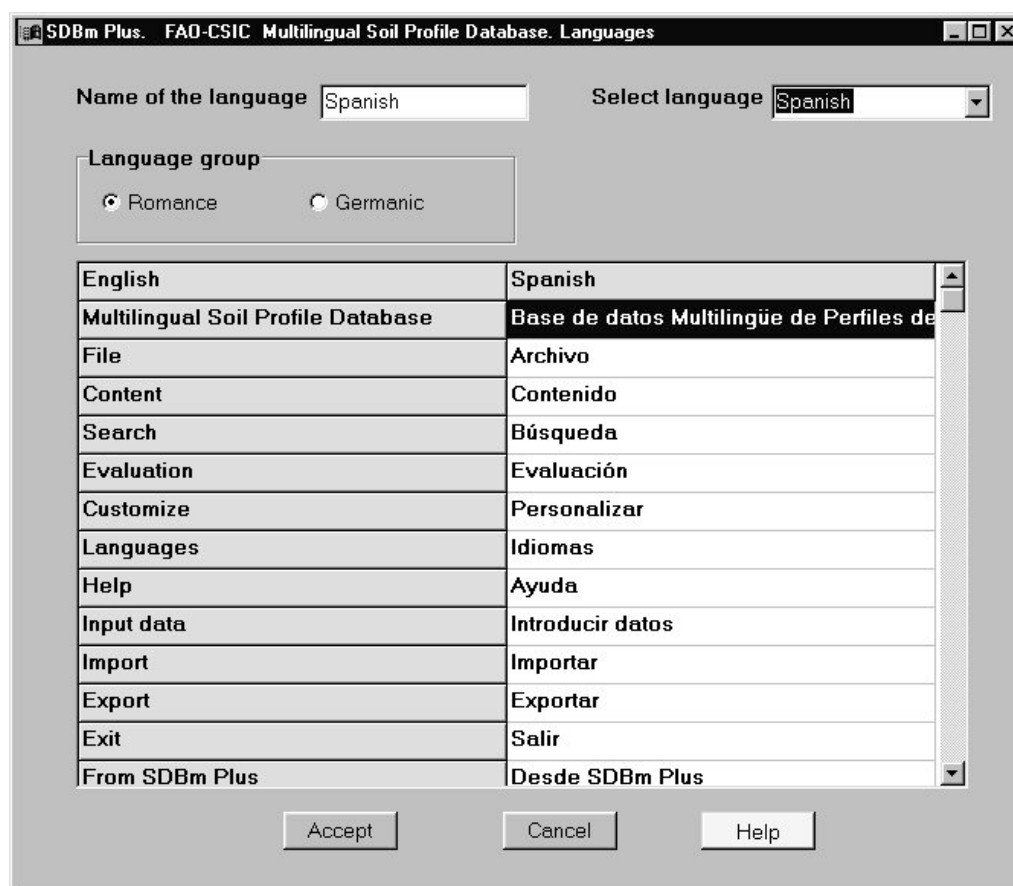 SDBm Plus. FAO-CSIC Multilingual Soil Profile Database. Languages
Name of the language Spanish Select language Spanish
Language group
Romance Germanic
English Spanish
Multilingual Soil Profile Database Base de datos Multilingüe de Perfiles de
File Archivo
Content Contenido
Search Búsqueda
Evaluation Evaluación
Customize Personalizar
Languages Idiomas
Help Ayuda
Input data Introducir datos
Import Importar
Export Exportar
Exit Salir
From SDBm Plus Desde SDBm Plus
Accept Cancel Help